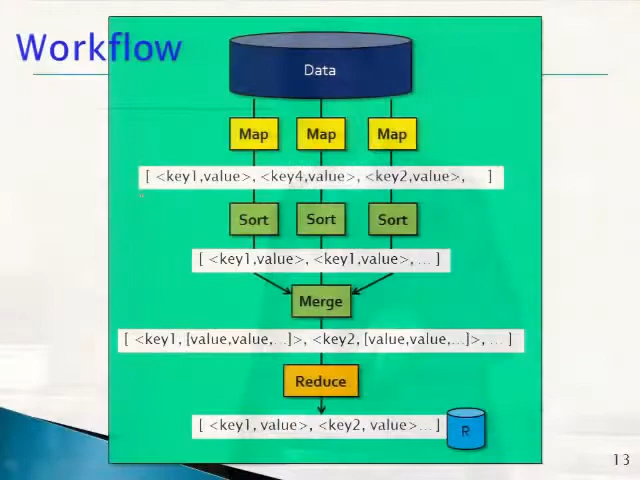 Workflow
Data
Map Map Map
[ <key1,value>, <key4,value>, <key2,value>, ]
Sort Sort Sort
[ <key1,value>, <key1,value>, ... ]
Merge
[ <key1, [value,value,...]>, <key2, [value,value,...]>, ... ]
Reduce
[ <key1, value>, <key2, value>... ]
R
13